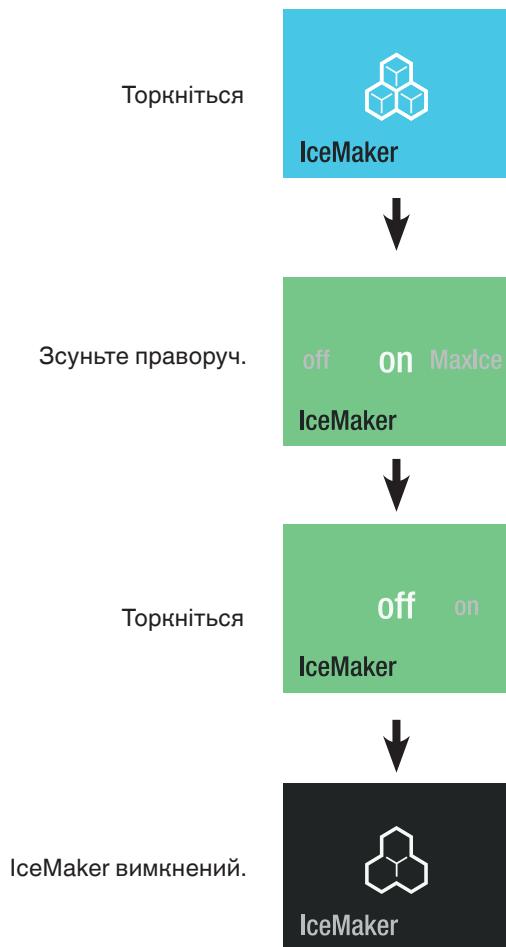 Торкніться
IceMaker
Зсуньте праворуч.
off on MaxIce
IceMaker
Торкніться
off on
IceMaker
IceMaker вимкнений.
IceMaker